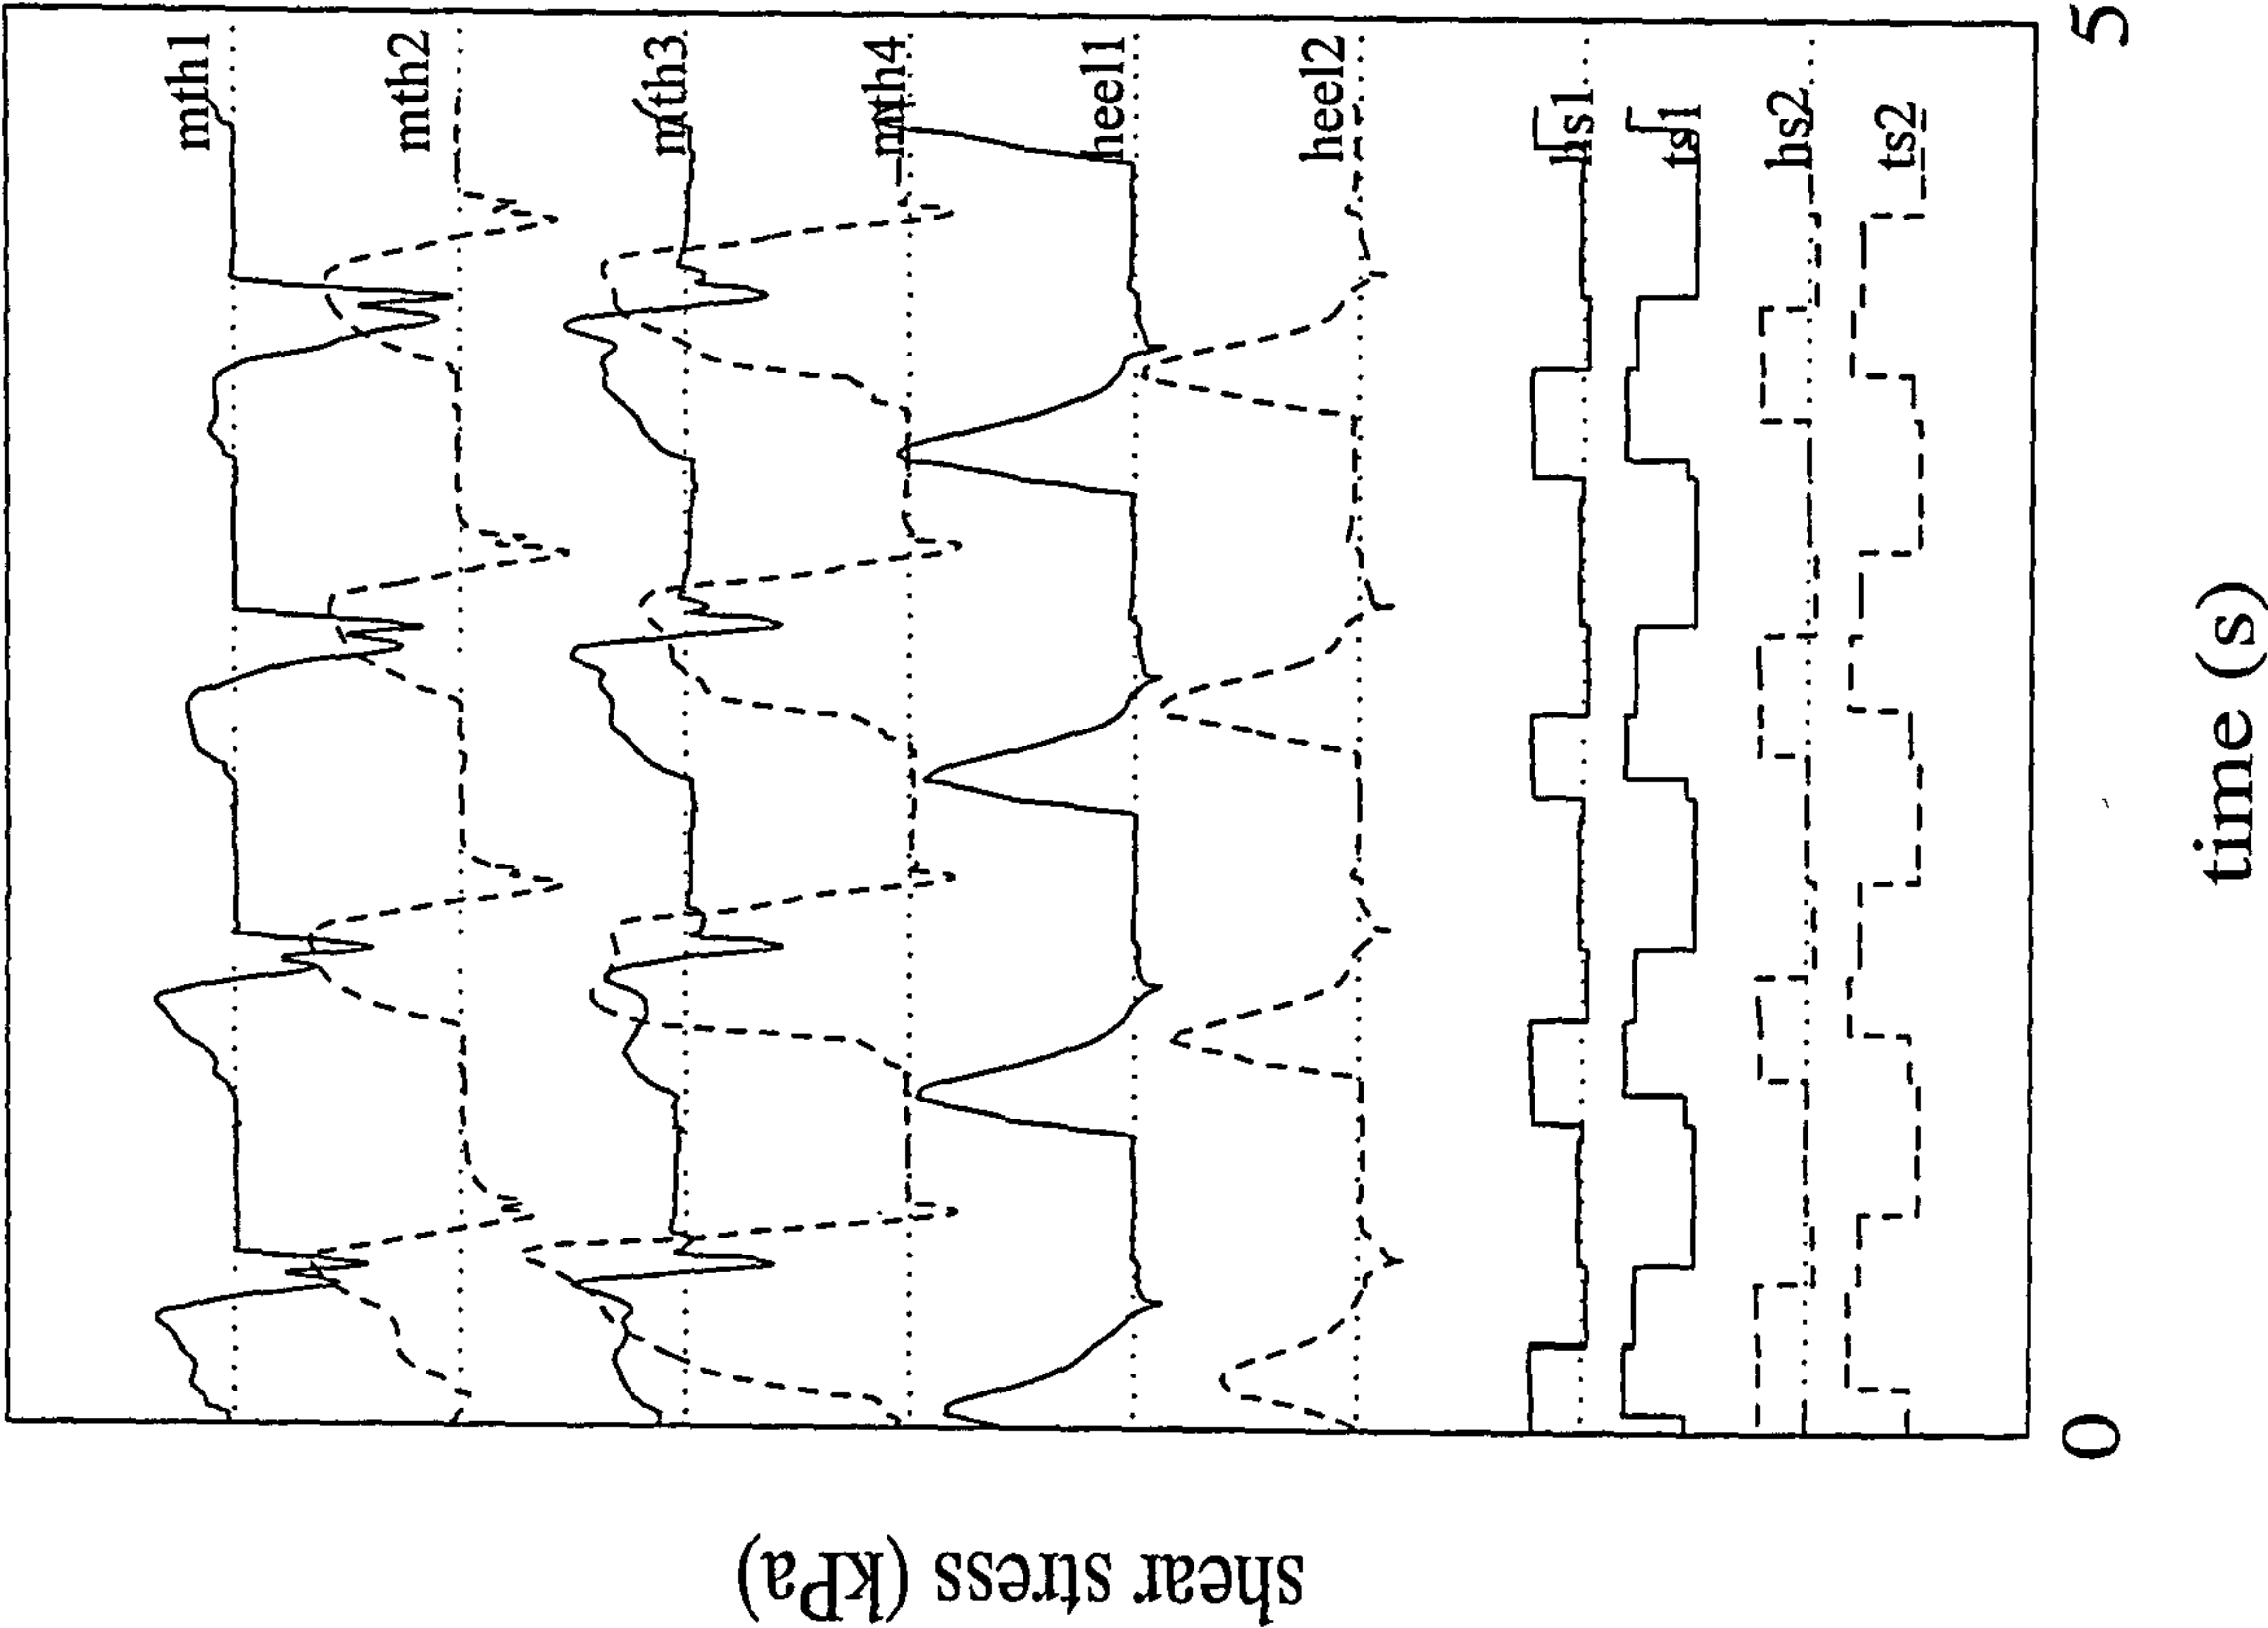 mth1
mth2
mth3
mth4
heel1
heel2
hs1
ts1
hs2
ts2
shear stress (kPa)
0
5
time (s)